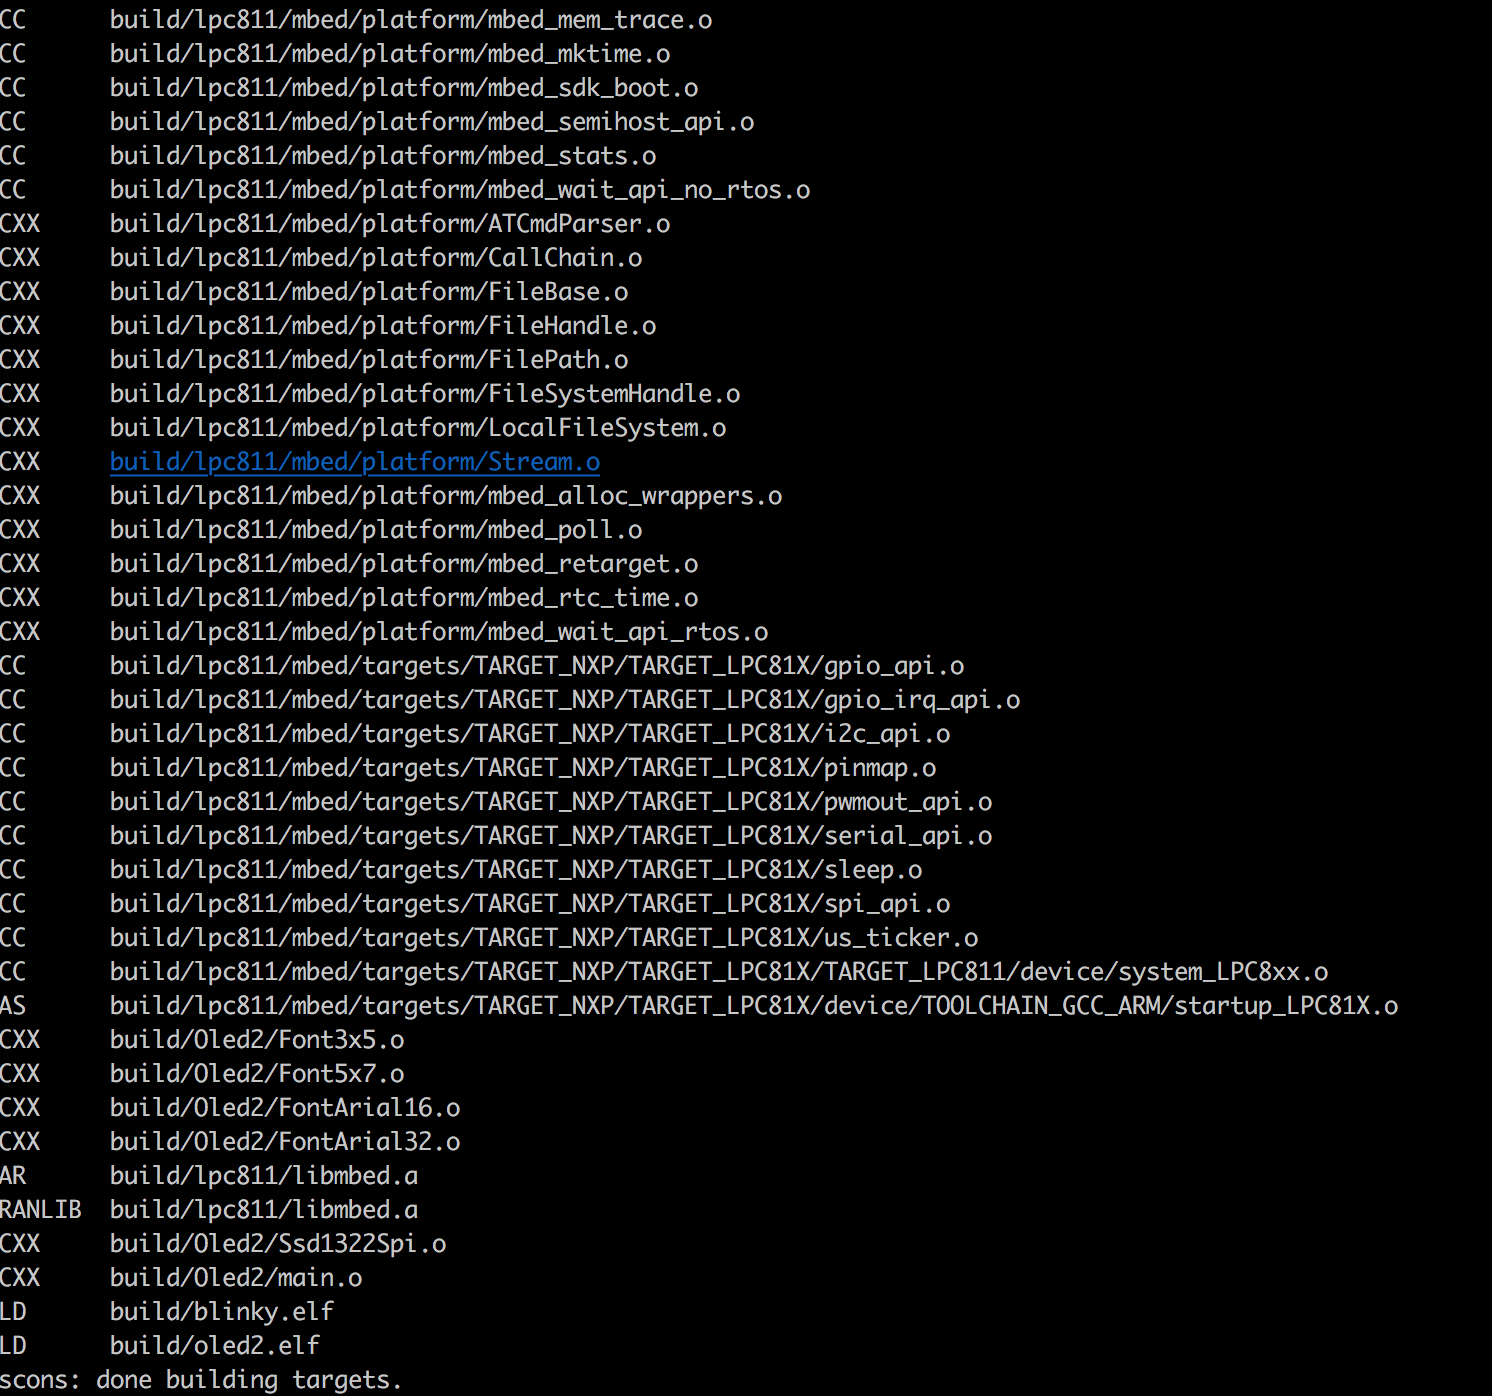 CC build/lpc811/mbed/platform/mbed_mem_trace.o
CC build/lpc811/mbed/platform/mbed_mktime.o
CC build/lpc811/mbed/platform/mbed_sdk_boot.o
CC build/lpc811/mbed/platform/mbed_semihost_api.o
CC build/lpc811/mbed/platform/mbed_stats.o
CC build/lpc811/mbed/platform/mbed_wait_api_no_rtos.o
CXX build/lpc811/mbed/platform/ATCmdParser.o
CXX build/lpc811/mbed/platform/CallChain.o
CXX build/lpc811/mbed/platform/FileBase.o
CXX build/lpc811/mbed/platform/FileHandle.o
CXX build/lpc811/mbed/platform/FilePath.o
CXX build/lpc811/mbed/platform/FileSystemHandle.o
CXX build/lpc811/mbed/platform/LocalFileSystem.o
CXX build/lpc811/mbed/platform/Stream.o
CXX build/lpc811/mbed/platform/mbed_alloc_wrappers.o
CXX build/lpc811/mbed/platform/mbed_poll.o
CXX build/lpc811/mbed/platform/mbed_retarget.o
CXX build/lpc811/mbed/platform/mbed_rtc_time.o
CXX build/lpc811/mbed/platform/mbed_wait_api_rtos.o
CC build/lpc811/mbed/targets/TARGET_NXP/TARGET_LPC81X/gpio_api.o
CC build/lpc811/mbed/targets/TARGET_NXP/TARGET_LPC81X/gpio_irq_api.o
CC build/lpc811/mbed/targets/TARGET_NXP/TARGET_LPC81X/i2c_api.o
CC build/lpc811/mbed/targets/TARGET_NXP/TARGET_LPC81X/pinmap.o
CC build/lpc811/mbed/targets/TARGET_NXP/TARGET_LPC81X/pwmout_api.o
CC build/lpc811/mbed/targets/TARGET_NXP/TARGET_LPC81X/serial_api.o
CC build/lpc811/mbed/targets/TARGET_NXP/TARGET_LPC81X/sleep.o
CC build/lpc811/mbed/targets/TARGET_NXP/TARGET_LPC81X/spi_api.o
CC build/lpc811/mbed/targets/TARGET_NXP/TARGET_LPC81X/us_ticker.o
CC build/lpc811/mbed/targets/TARGET_NXP/TARGET_LPC81X/TARGET_LPC811/device/system_LPC8xx.o
AS build/lpc811/mbed/targets/TARGET_NXP/TARGET_LPC81X/device/TOOLCHAIN_GCC_ARM/startup_LPC81X.o
CXX build/Oled2/Font3x5.o
CXX build/Oled2/Font5x7.o
CXX build/Oled2/FontArial16.o
CXX build/Oled2/FontArial32.o
AR build/lpc811/libmbed.a
RANLIB build/lpc811/libmbed.a
CXX build/Oled2/Ssd1322Spi.o
CXX build/Oled2/main.o
LD build/blinky.elf
LD build/oled2.elf
scons: done building targets.